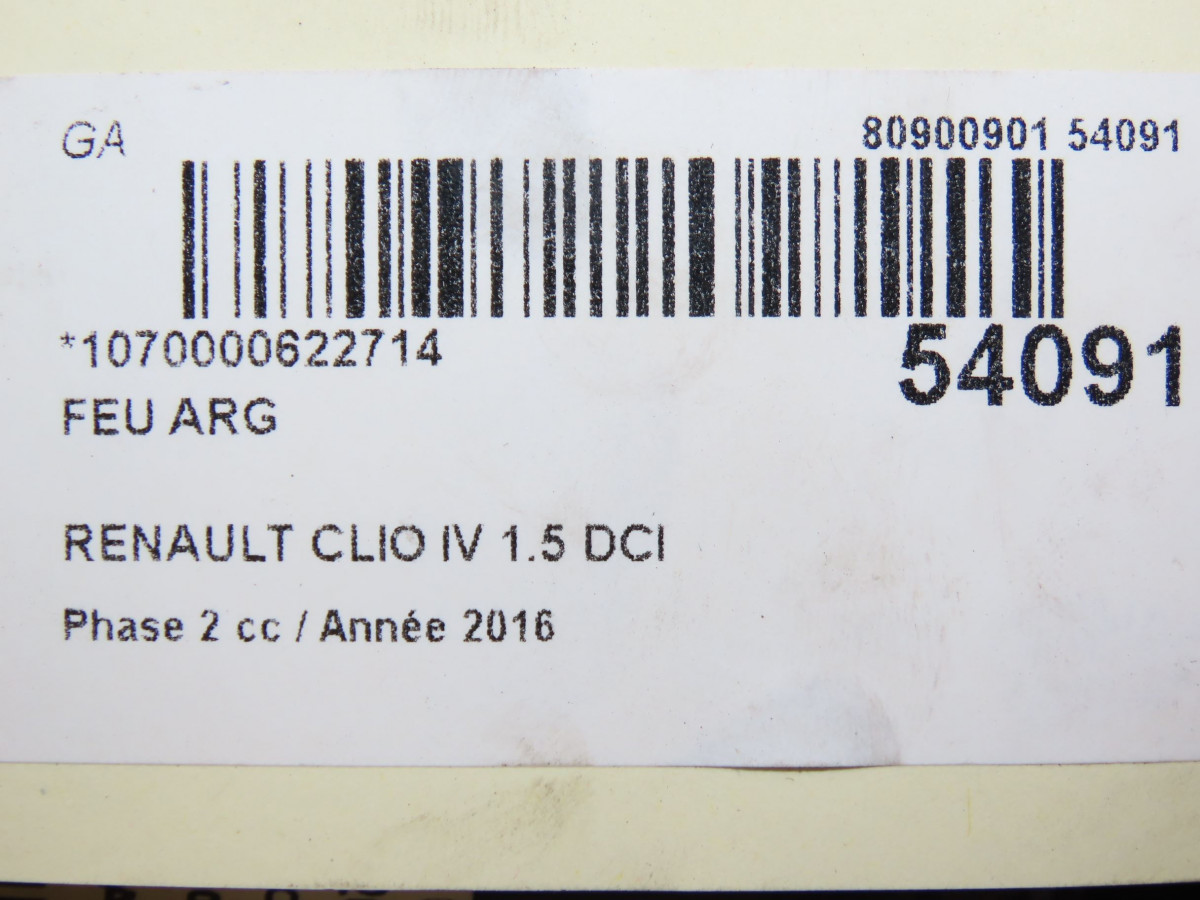 GA
80900901 54091
*1070000622714
54091
FEU ARG
RENAULT CLIO IV 1.5 DCI
Phase 2 cc / Année 2016